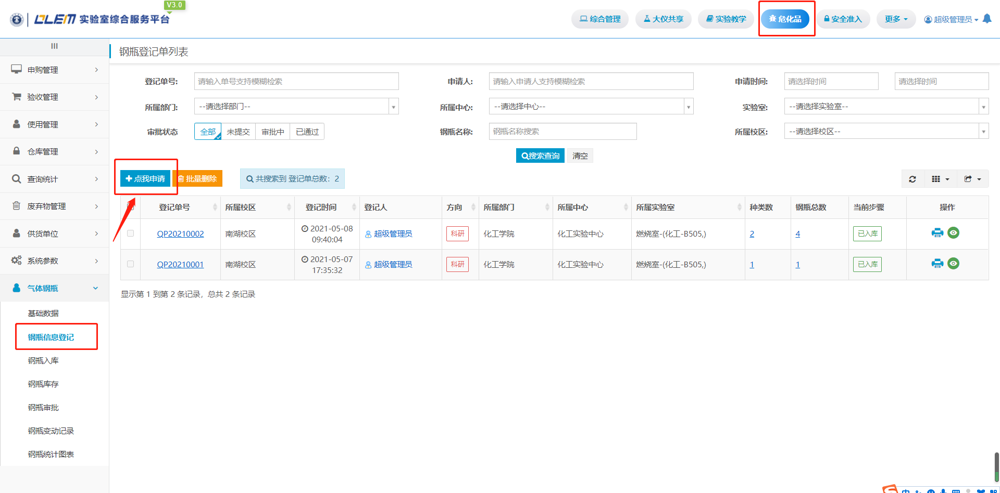 V3.0
OLEM 实验室综合服务平台
综合管理
大仪共享
实验教学
危化品
安全准入
更多
超级管理员
钢瓶登记单列表
申购管理
验收管理
使用管理
仓库管理
查询统计
废弃物管理
供货单位
系统参数
气体钢瓶
基础数据
钢瓶信息登记
钢瓶入库
钢瓶库存
钢瓶审批
钢瓶变动记录
钢瓶统计图表
登记单号: 请输入单号支持模糊检索
申请人: 请输入申请人支持模糊检索
申请时间: 请选择时间 请选择时间
所属部门: --请选择部门--
所属中心: --请选择中心--
实验室: --请选择实验室--
审批状态 全部 未提交 审批中 已通过
钢瓶名称: 钢瓶名称搜索
所属校区: --请选择校区--
搜索查询 清空
点我申请 批量删除 共搜索到 登记单总数：2
登记单号 所属校区 登记时间 登记人 方向 所属部门 所属中心 所属实验室 种类数 钢瓶总数 当前步骤 操作
QP20210002 南湖校区 2021-05-08 09:40:04 超级管理员 科研 化工学院 化工实验中心 燃烧室-(化工-B505,) 2 4 已入库
QP20210001 南湖校区 2021-05-07 17:35:32 超级管理员 科研 化工学院 化工实验中心 燃烧室-(化工-B505,) 1 1 已入库
显示第 1 到第 2 条记录，总共 2 条记录